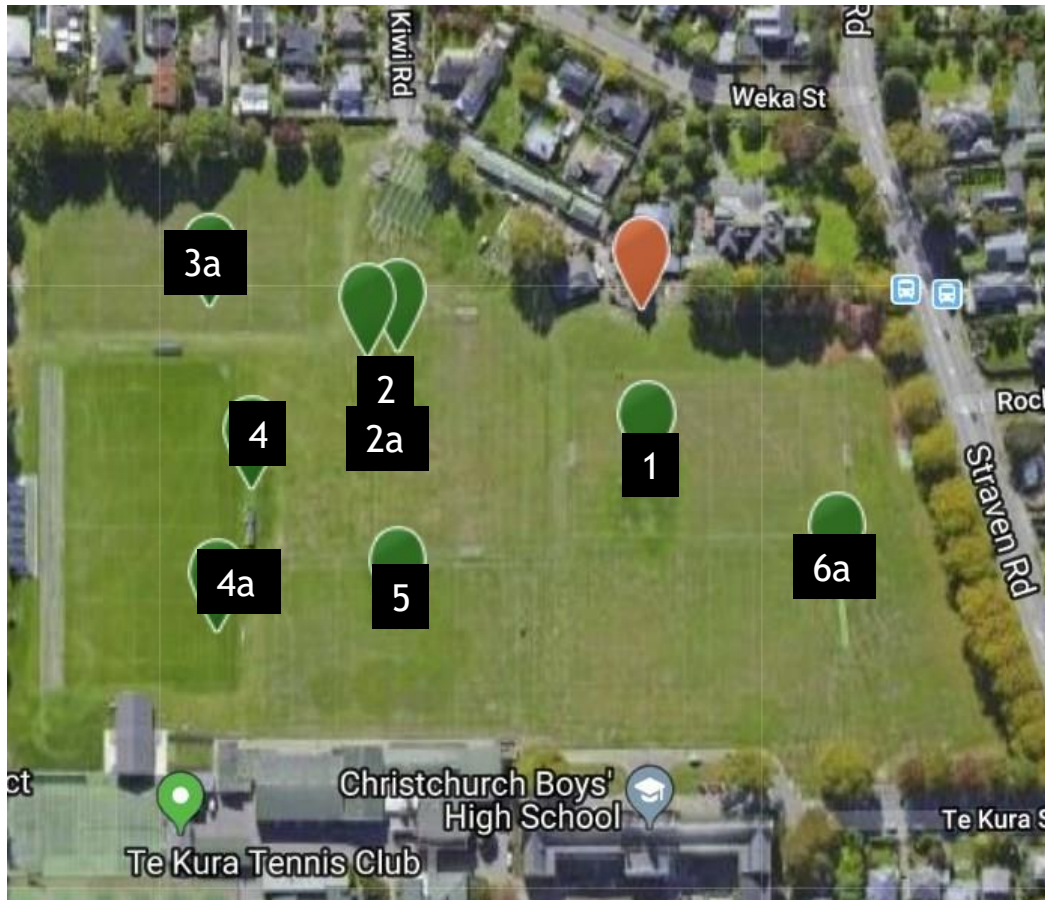 Kiwi Rd
Rd
Weka St
3a
2
2a
4
1
Roc
Straven Rd
4a
5
6a
ct
Christchurch Boys'
High School
Te Kura S
Te Kura Tennis Club